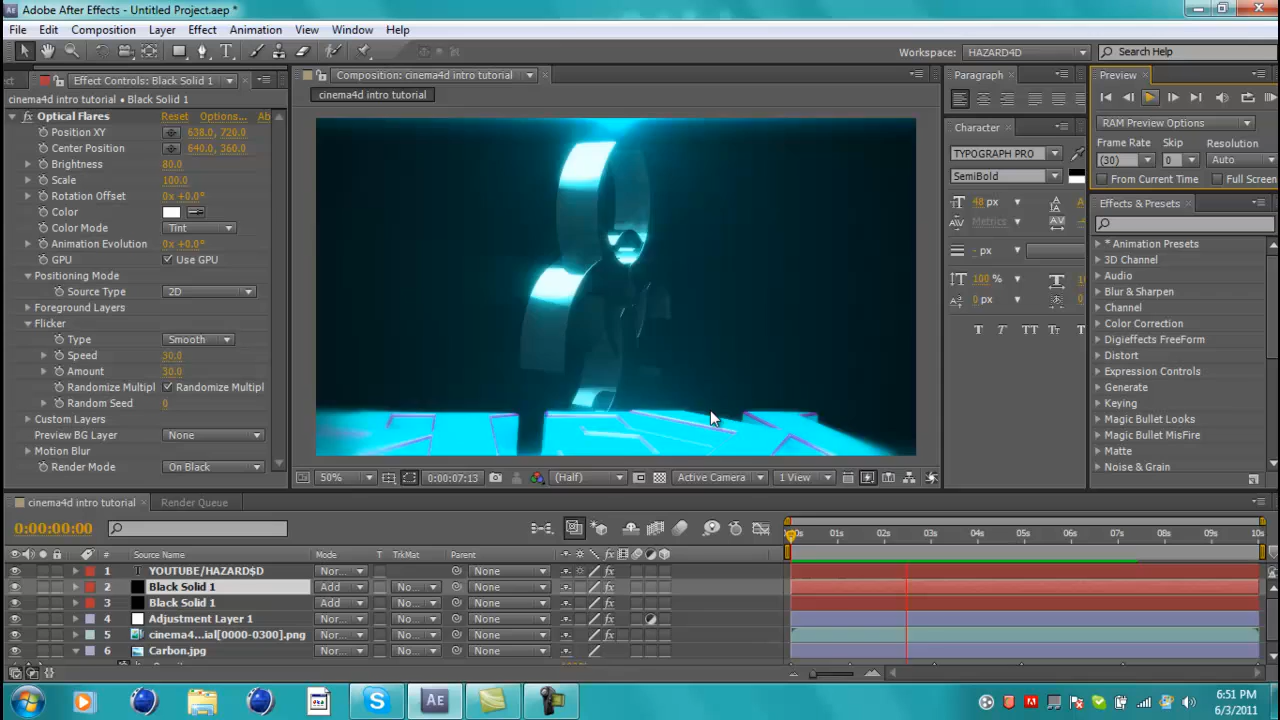 Adobe After Effects - Untitled Project.aep *
File Edit Composition Layer Effect Animation View Window Help
Workspace: HAZARD4D Search Help
Effect Controls: Black Solid 1
Composition: cinema4d intro tutorial
Paragraph
Preview
cinema4d intro tutorial • Black Solid 1
cinema4d intro tutorial
fx Optical Flares Reset Options... Ab
Position XY 638.0, 720.0
Center Position 640.0, 360.0
Brightness 80.0
Scale 100.0
Rotation Offset 0x +0.0°
Color
Color Mode Tint
Animation Evolution 0x +0.0°
GPU Use GPU
Positioning Mode
Source Type 2D
Foreground Layers
Flicker
Type Smooth
Speed 30.0
Amount 30.0
Randomize Multipl Randomize Multipl
Random Seed 0
Custom Layers
Preview BG Layer None
Motion Blur
Render Mode On Black
50% 0:00:07:13 (Half) Active Camera 1 View
Character
TYPOGRAPH PRO
SemiBold
48 px
Metrics
- px
100 %
0 px
T T TT Tr
RAM Preview Options
Frame Rate Skip Resolution
(30) 0 Auto
From Current Time Full Screen
Effects & Presets
* Animation Presets
3D Channel
Audio
Blur & Sharpen
Channel
Color Correction
Digieffects FreeForm
Distort
Expression Controls
Generate
Keying
Magic Bullet Looks
Magic Bullet MisFire
Matte
Noise & Grain
cinema4d intro tutorial Render Queue
0:00:00:00
01s 02s 03s 04s 05s 06s 07s 08s 09s 10s
# Source Name Mode T TrkMat Parent
1 T YOUTUBE/HAZARD$D Nor... None
2 Black Solid 1 Add No... None
3 Black Solid 1 Add No... None
4 Adjustment Layer 1 Nor... No... None
5 cinema4...ial[0000-0300].png Nor... No... None
6 Carbon.jpg Nor... No... None
Ae
6:51 PM
6/3/2011